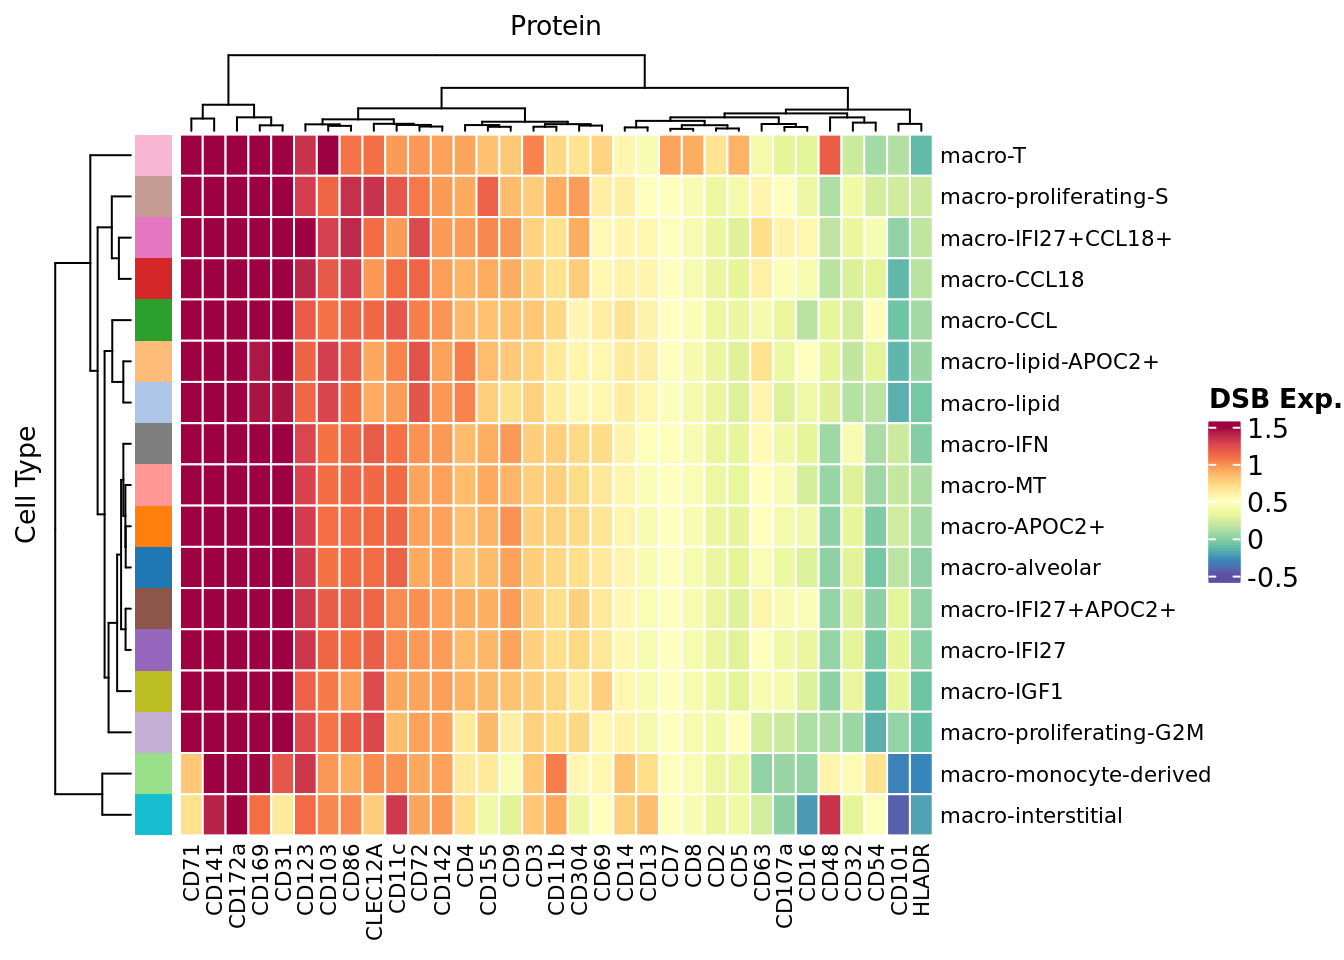 Protein
Cell Type
macro-T
macro-proliferating-S
macro-IFI27+CCL18+
macro-CCL18
macro-CCL
macro-lipid-APOC2+
macro-lipid
macro-IFN
macro-MT
macro-APOC2+
macro-alveolar
macro-IFI27+APOC2+
macro-IFI27
macro-IGF1
macro-proliferating-G2M
macro-monocyte-derived
macro-interstitial
DSB Exp.
1.5
1
0.5
0
-0.5
CD71
CD141
CD172a
CD169
CD31
CD123
CD103
CD86
CLEC12A
CD11c
CD72
CD142
CD4
CD155
CD9
CD3
CD11b
CD304
CD69
CD14
CD13
CD7
CD8
CD2
CD5
CD63
CD107a
CD16
CD48
CD32
CD54
CD101
HLADR